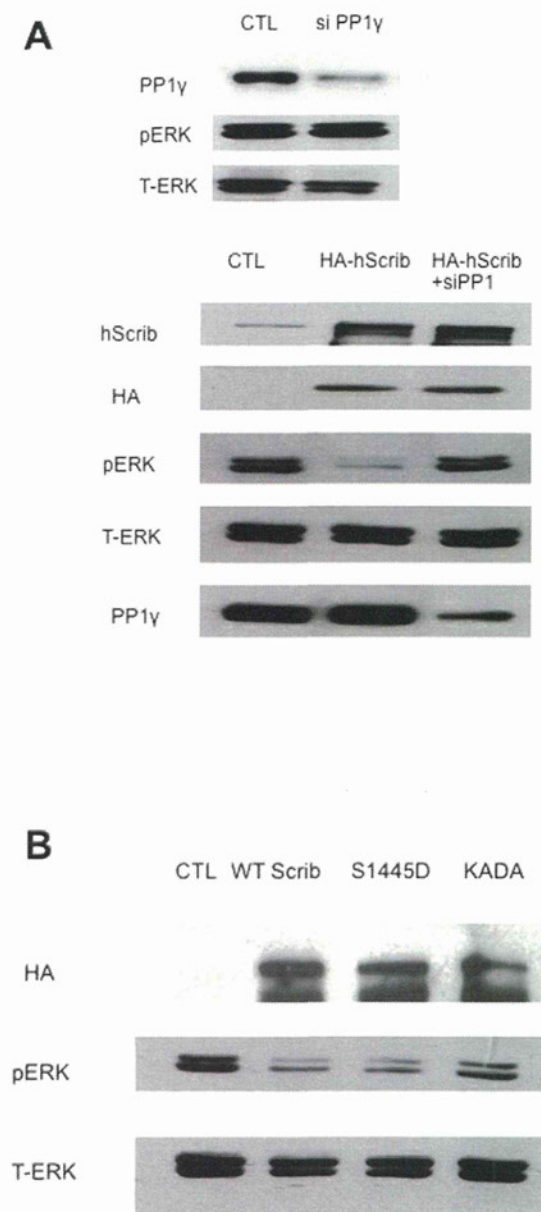 A
CTL si PP1γ
PP1γ
pERK
T-ERK
CTL HA-hScrib HA-hScrib
+siPP1
hScrib
HA
pERK
T-ERK
PP1γ
B
CTL WT Scrib S1445D KADA
HA
pERK
T-ERK